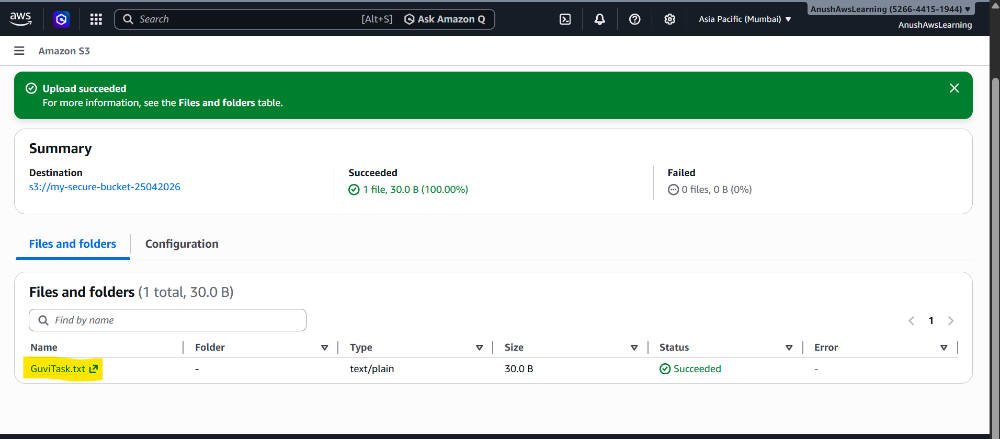 aws
Search [Alt+S] Ask Amazon Q
Asia Pacific (Mumbai) ▼
AnushAwsLearning (5266-4415-1944) ▼
AnushAwsLearning
Amazon S3
Upload succeeded
For more information, see the Files and folders table.
Summary
Destination
s3://my-secure-bucket-25042026
Succeeded
1 file, 30.0 B (100.00%)
Failed
0 files, 0 B (0%)
Files and folders Configuration
Files and folders (1 total, 30.0 B)
Find by name
1
Name Folder Type Size Status Error
GuviTask.txt - text/plain 30.0 B Succeeded -